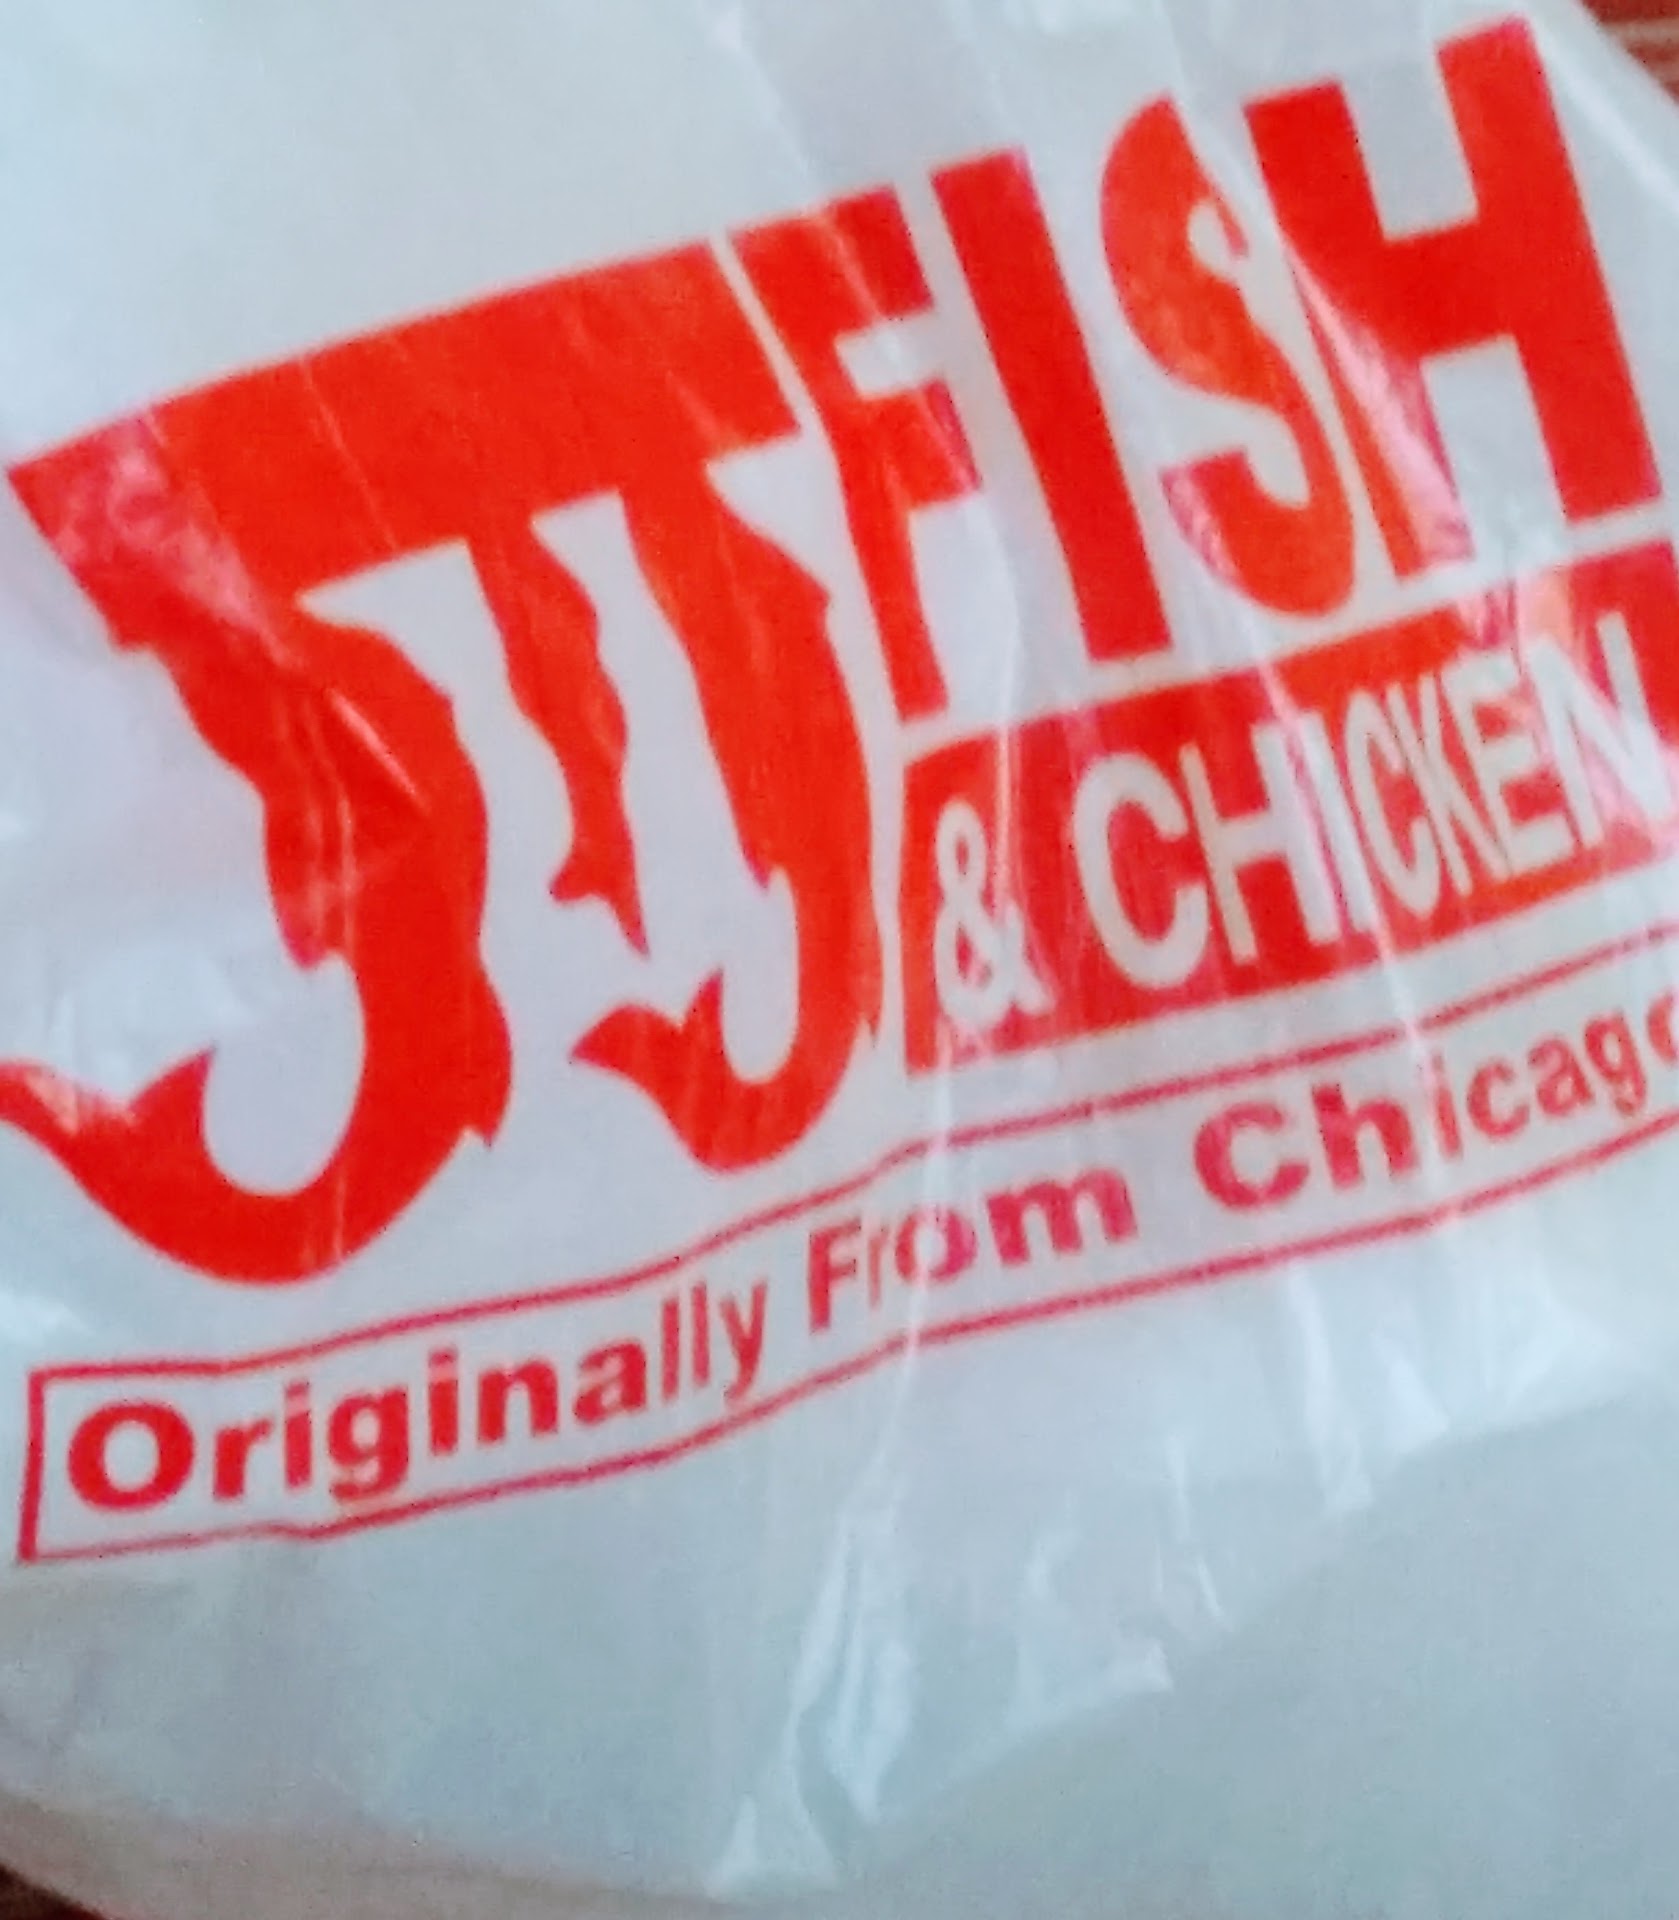 JJ FISH
& CHICKEN
Originally From Chicago